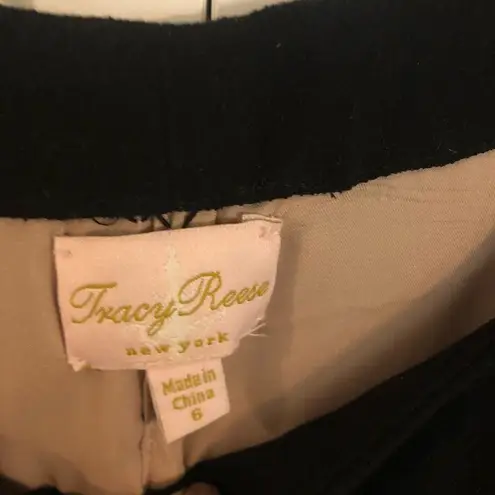 Tracy Reese
new york
Made in
China
6